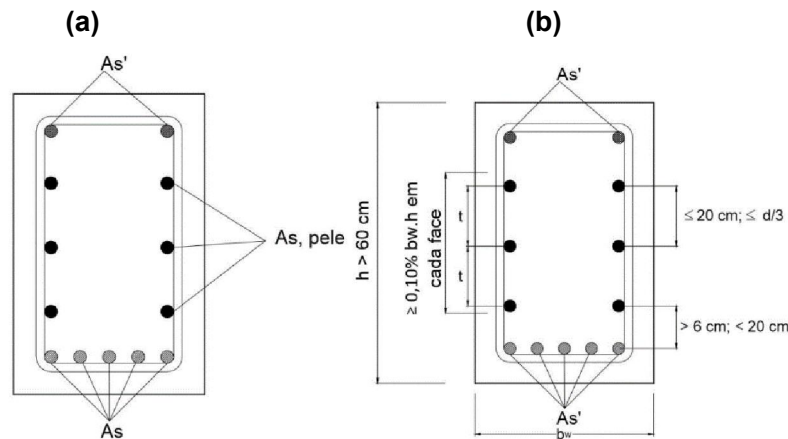 (a)
As'
As, pele
As
(b)
As'
h > 60 cm
≥ 0,10% bw.h em
cada face
t
t
≤ 20 cm; ≤ d/3
> 6 cm; < 20 cm
As'
bw